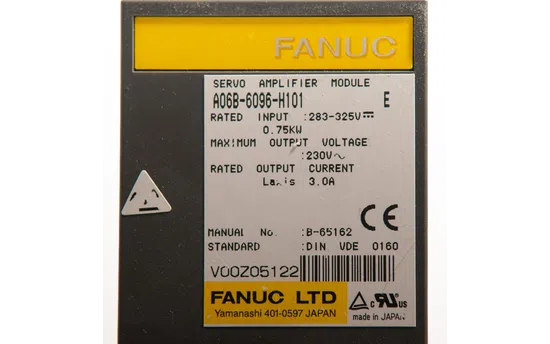 FANUC
SERVO AMPLIFIER MODULE
A06B-6096-H101 E
RATED INPUT :283-325V⎓
0.75KW
MAXIMUM OUTPUT VOLTAGE
:230V~
RATED OUTPUT CURRENT
3.0A
CE
MANUAL No. :B-65162
STANDARD :DIN VDE 0160
V00Z05122
FANUC LTD
Yamanashi 401-0597 JAPAN
C US
made in JAPAN